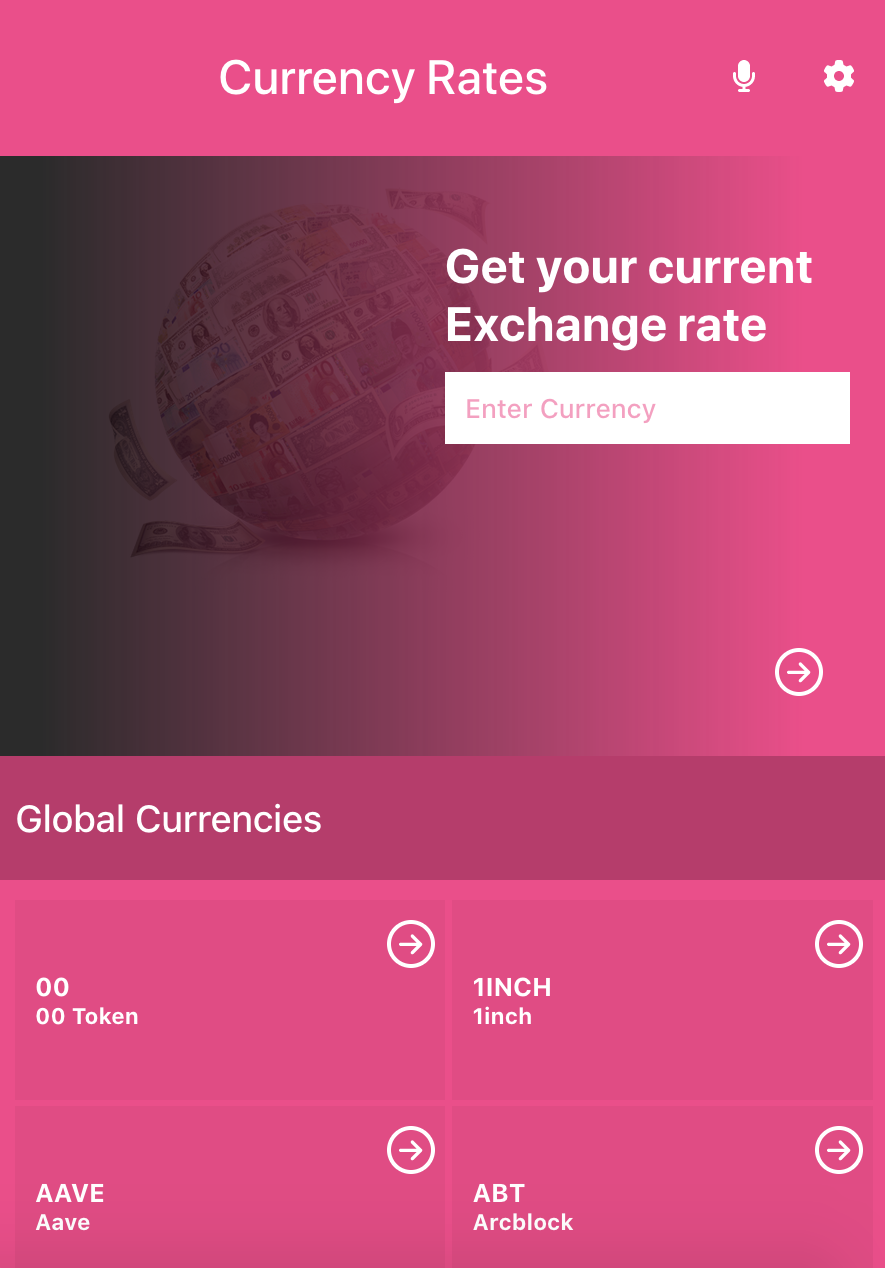 Currency Rates
Get your current
Exchange rate
Enter Currency
Global Currencies
00
00 Token
1INCH
1inch
AAVE
Aave
ABT
Arcblock